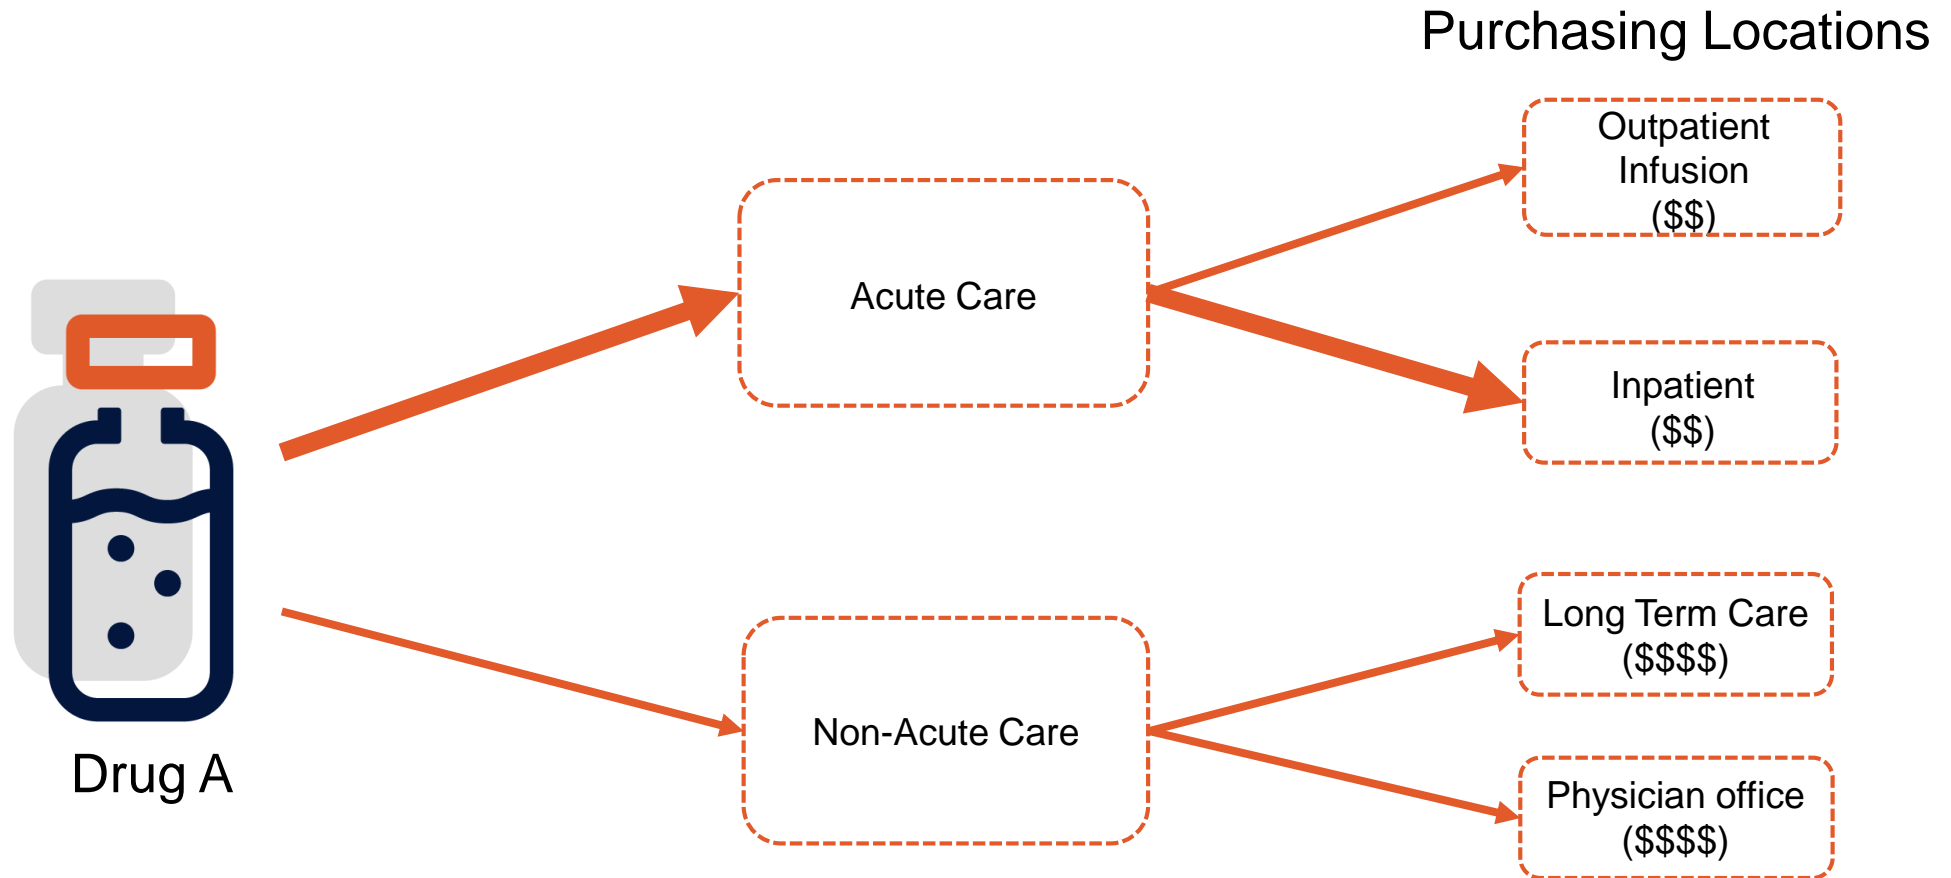 Purchasing Locations
Outpatient
Infusion
($$)
Acute Care
Inpatient
($$)
Long Term Care
($$$$)
Non-Acute Care
Drug A
Physician office
($$$$)